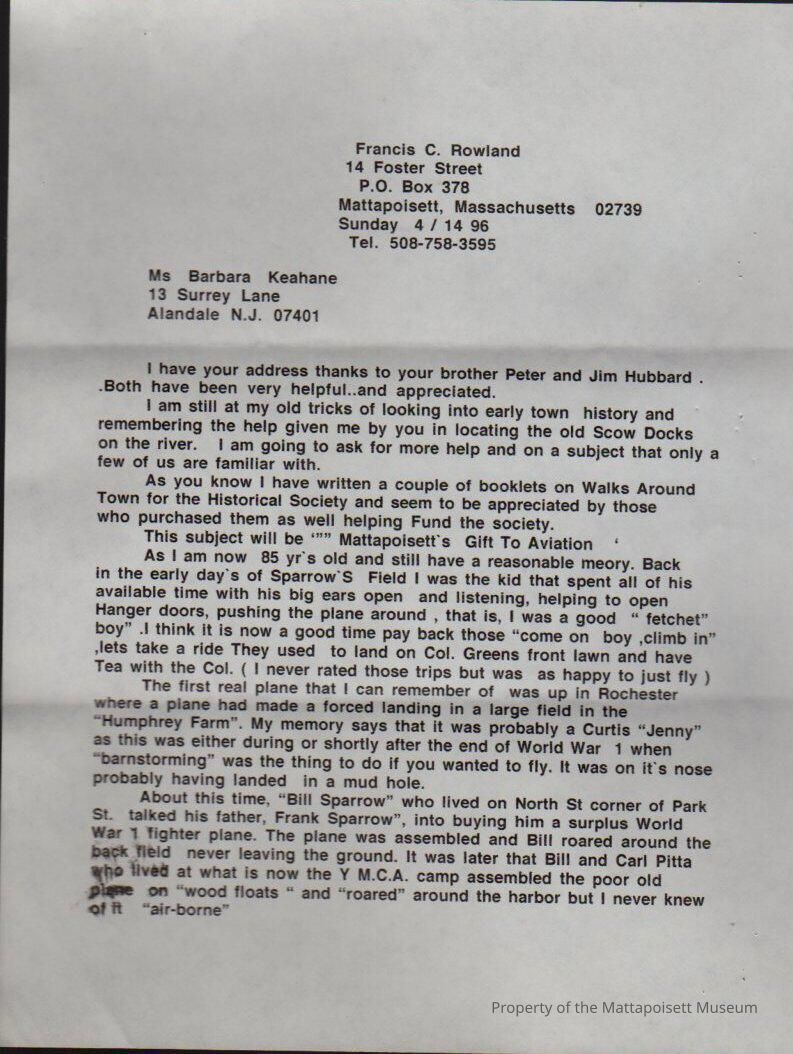 Francis C. Rowland
14 Foster Street
P.O. Box 378
Mattapoisett, Massachusetts 02739
Sunday 4 / 14 96
Tel. 508-758-3595
Ms Barbara Keahane
13 Surrey Lane
Alandale N.J. 07401
I have your address thanks to your brother Peter and Jim Hubbard .
.Both have been very helpful..and appreciated.
I am still at my old tricks of looking into early town history and
remembering the help given me by you in locating the old Scow Docks
on the river. I am going to ask for more help and on a subject that only a
few of us are familiar with.
As you know I have written a couple of booklets on Walks Around
Town for the Historical Society and seem to be appreciated by those
who purchased them as well helping Fund the society.
This subject will be ‘”” Mattapoisett`s Gift To Aviation ‘
As I am now 85 yr`s old and still have a reasonable meory. Back
in the early day`s of Sparrow`S Field I was the kid that spent all of his
available time with his big ears open and listening, helping to open
Hanger doors, pushing the plane around , that is, I was a good “ fetchet”
boy” .I think it is now a good time pay back those “come on boy ,climb in”
,lets take a ride They used to land on Col. Greens front lawn and have
Tea with the Col. ( I never rated those trips but was as happy to just fly )
The first real plane that I can remember of was up in Rochester
where a plane had made a forced landing in a large field in the
“Humphrey Farm”. My memory says that it was probably a Curtis “Jenny”
as this was either during or shortly after the end of World War 1 when
“barnstorming” was the thing to do if you wanted to fly. It was on it`s nose
probably having landed in a mud hole.
About this time, “Bill Sparrow” who lived on North St corner of Park
St. talked his father, Frank Sparrow”, into buying him a surplus World
War 1 fighter plane. The plane was assembled and Bill roared around the
back field never leaving the ground. It was later that Bill and Carl Pitta
who lived at what is now the Y M.C.A. camp assembled the poor old
plane on “wood floats “ and “roared” around the harbor but I never knew
of it “air-borne”
Property of the Mattapoisett Museum